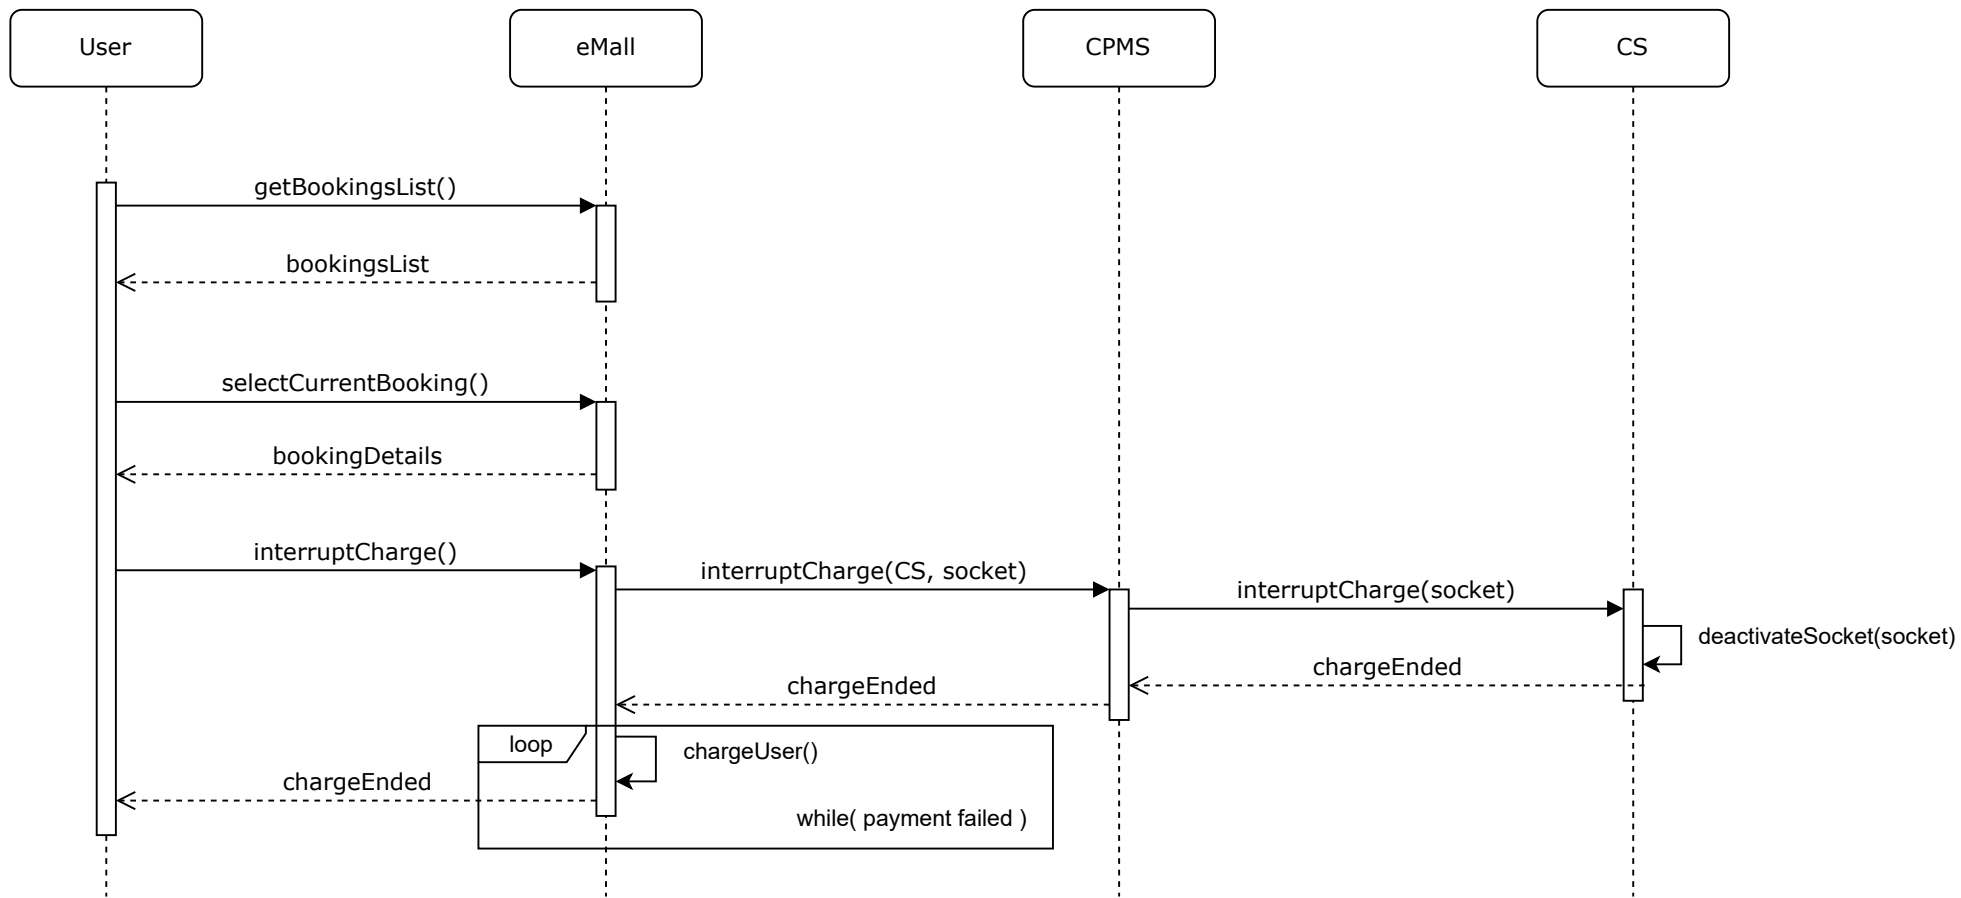 User
eMall
CPMS
CS
getBookingsList()
bookingsList
selectCurrentBooking()
bookingDetails
interruptCharge()
interruptCharge(CS, socket)
interruptCharge(socket)
deactivateSocket(socket)
chargeEnded
chargeEnded
loop
chargeUser()
chargeEnded
while( payment failed )